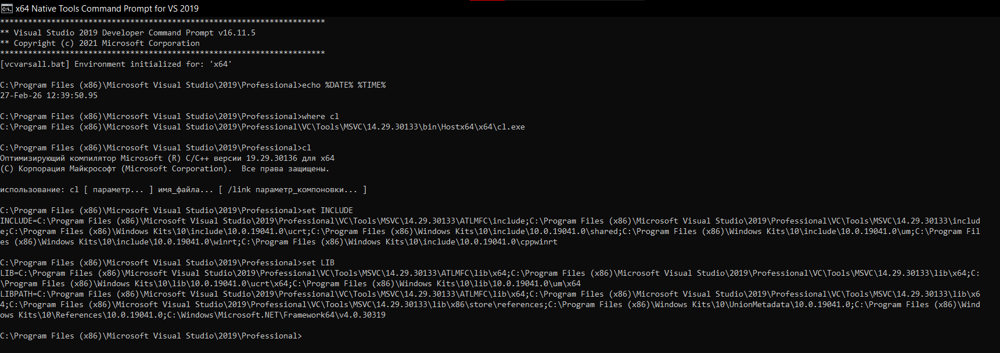 x64 Native Tools Command Prompt for VS 2019
**********************************************************************
** Visual Studio 2019 Developer Command Prompt v16.11.5
** Copyright (c) 2021 Microsoft Corporation
**********************************************************************
[vcvarsall.bat] Environment initialized for: 'x64'
C:\Program Files (x86)\Microsoft Visual Studio\2019\Professional>echo %DATE% %TIME%
27-Feb-26 12:39:50.95
C:\Program Files (x86)\Microsoft Visual Studio\2019\Professional>where cl
C:\Program Files (x86)\Microsoft Visual Studio\2019\Professional\VC\Tools\MSVC\14.29.30133\bin\Hostx64\x64\cl.exe
C:\Program Files (x86)\Microsoft Visual Studio\2019\Professional>cl
Оптимизирующий компилятор Microsoft (R) C/C++ версии 19.29.30136 для x64
(C) Корпорация Майкрософт (Microsoft Corporation).  Все права защищены.
использование: cl [ параметр... ] имя_файла... [ /link параметр_компоновки... ]
C:\Program Files (x86)\Microsoft Visual Studio\2019\Professional>set INCLUDE
INCLUDE=C:\Program Files (x86)\Microsoft Visual Studio\2019\Professional\VC\Tools\MSVC\14.29.30133\ATLMFC\include;C:\Program Files (x86)\Microsoft Visual Studio\2019\Professional\VC\Tools\MSVC\14.29.30133\includ
e;C:\Program Files (x86)\Windows Kits\10\include\10.0.19041.0\ucrt;C:\Program Files (x86)\Windows Kits\10\include\10.0.19041.0\shared;C:\Program Files (x86)\Windows Kits\10\include\10.0.19041.0\um;C:\Program Fil
es (x86)\Windows Kits\10\include\10.0.19041.0\winrt;C:\Program Files (x86)\Windows Kits\10\include\10.0.19041.0\cppwinrt
C:\Program Files (x86)\Microsoft Visual Studio\2019\Professional>set LIB
LIB=C:\Program Files (x86)\Microsoft Visual Studio\2019\Professional\VC\Tools\MSVC\14.29.30133\ATLMFC\lib\x64;C:\Program Files (x86)\Microsoft Visual Studio\2019\Professional\VC\Tools\MSVC\14.29.30133\lib\x64;C:
\Program Files (x86)\Windows Kits\10\lib\10.0.19041.0\ucrt\x64;C:\Program Files (x86)\Windows Kits\10\lib\10.0.19041.0\um\x64
LIBPATH=C:\Program Files (x86)\Microsoft Visual Studio\2019\Professional\VC\Tools\MSVC\14.29.30133\ATLMFC\lib\x64;C:\Program Files (x86)\Microsoft Visual Studio\2019\Professional\VC\Tools\MSVC\14.29.30133\lib\x6
4;C:\Program Files (x86)\Microsoft Visual Studio\2019\Professional\VC\Tools\MSVC\14.29.30133\lib\x86\store\references;C:\Program Files (x86)\Windows Kits\10\UnionMetadata\10.0.19041.0;C:\Program Files (x86)\Wind
ows Kits\10\References\10.0.19041.0;C:\Windows\Microsoft.NET\Framework64\v4.0.30319
C:\Program Files (x86)\Microsoft Visual Studio\2019\Professional>